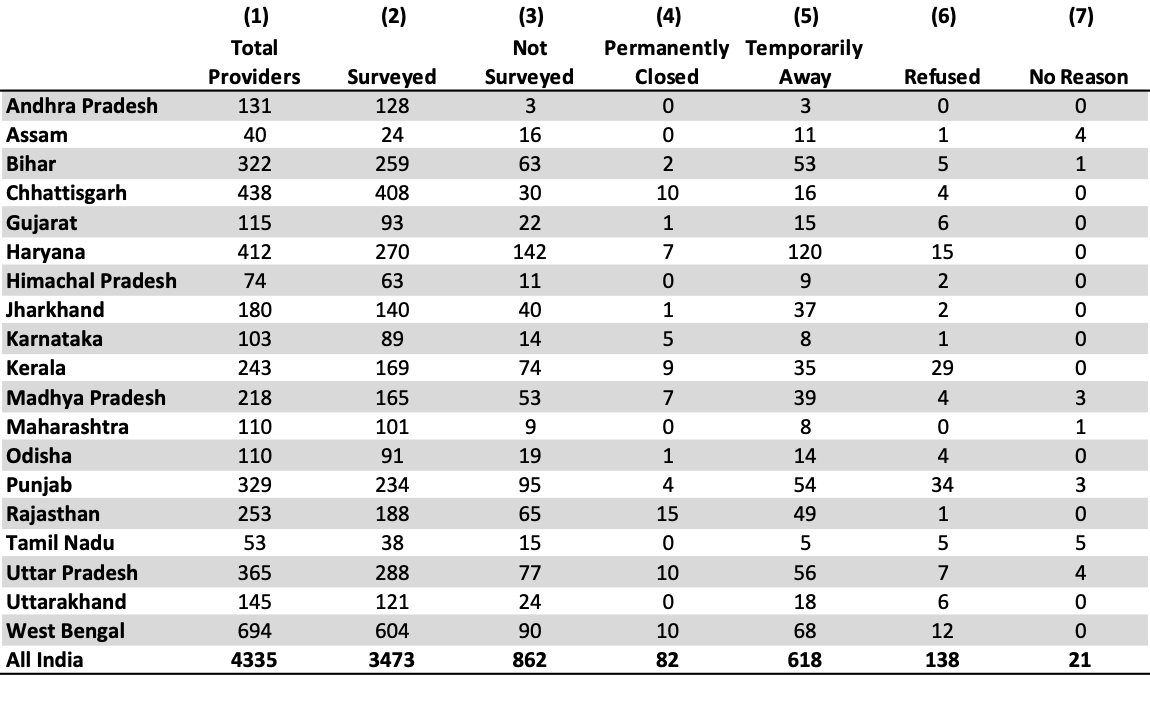 (1) (2) (3) (4) (5) (6) (7)
Total Not Permanently Temporarily
Providers Surveyed Surveyed Closed Away Refused No Reason
Andhra Pradesh 131 128 3 0 3 0 0
Assam 40 24 16 0 11 1 4
Bihar 322 259 63 2 53 5 1
Chhattisgarh 438 408 30 10 16 4 0
Gujarat 115 93 22 1 15 6 0
Haryana 412 270 142 7 120 15 0
Himachal Pradesh 74 63 11 0 9 2 0
Jharkhand 180 140 40 1 37 2 0
Karnataka 103 89 14 5 8 1 0
Kerala 243 169 74 9 35 29 0
Madhya Pradesh 218 165 53 7 39 4 3
Maharashtra 110 101 9 0 8 0 1
Odisha 110 91 19 1 14 4 0
Punjab 329 234 95 4 54 34 3
Rajasthan 253 188 65 15 49 1 0
Tamil Nadu 53 38 15 0 5 5 5
Uttar Pradesh 365 288 77 10 56 7 4
Uttarakhand 145 121 24 0 18 6 0
West Bengal 694 604 90 10 68 12 0
All India 4335 3473 862 82 618 138 21